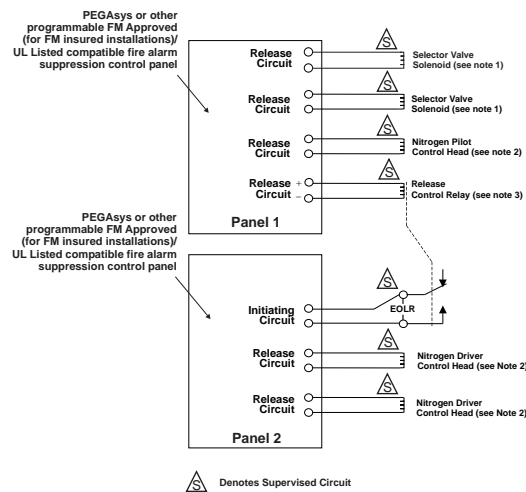 PEGAsys or other
programmable FM Approved
(for FM insured installations)/
UL Listed compatible fire alarm
suppression control panel
Release
Circuit
S
Selector Valve
Solenoid (see note 1)
Release
Circuit
S
Selector Valve
Solenoid (see note 1)
Release
Circuit
S
Nitrogen Pilot
Control Head (see note 2)
Release +
Circuit –
S
Release
Control Relay (see note 3)
Panel 1
PEGAsys or other
programmable FM Approved
(for FM insured installations)/
UL Listed compatible fire alarm
suppression control panel
Initiating
Circuit
S
EOLR
Release
Circuit
S
Nitrogen Driver
Control Head (see Note 2)
Release
Circuit
S
Nitrogen Driver
Control Head (see Note 2)
Panel 2
S Denotes Supervised Circuit